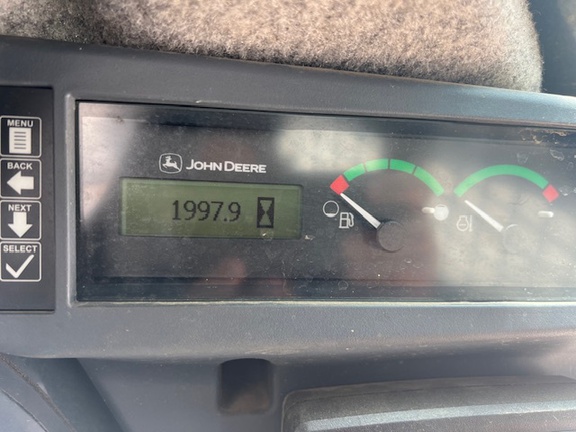 MENU
BACK
NEXT
SELECT
JOHN DEERE
1997.9